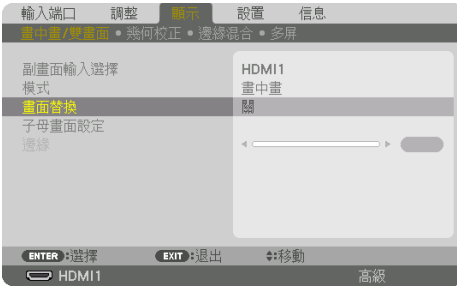 輸入端口 調整 顯示 設置 信息
畫中畫/雙畫面 • 幾何校正 • 邊緣混合 • 多屏
副畫面輸入選擇 HDMI1
模式 畫中畫
畫面替換 關
子母畫面設定
邊緣
ENTER:選擇 EXIT:退出 移動
HDMI1 高級